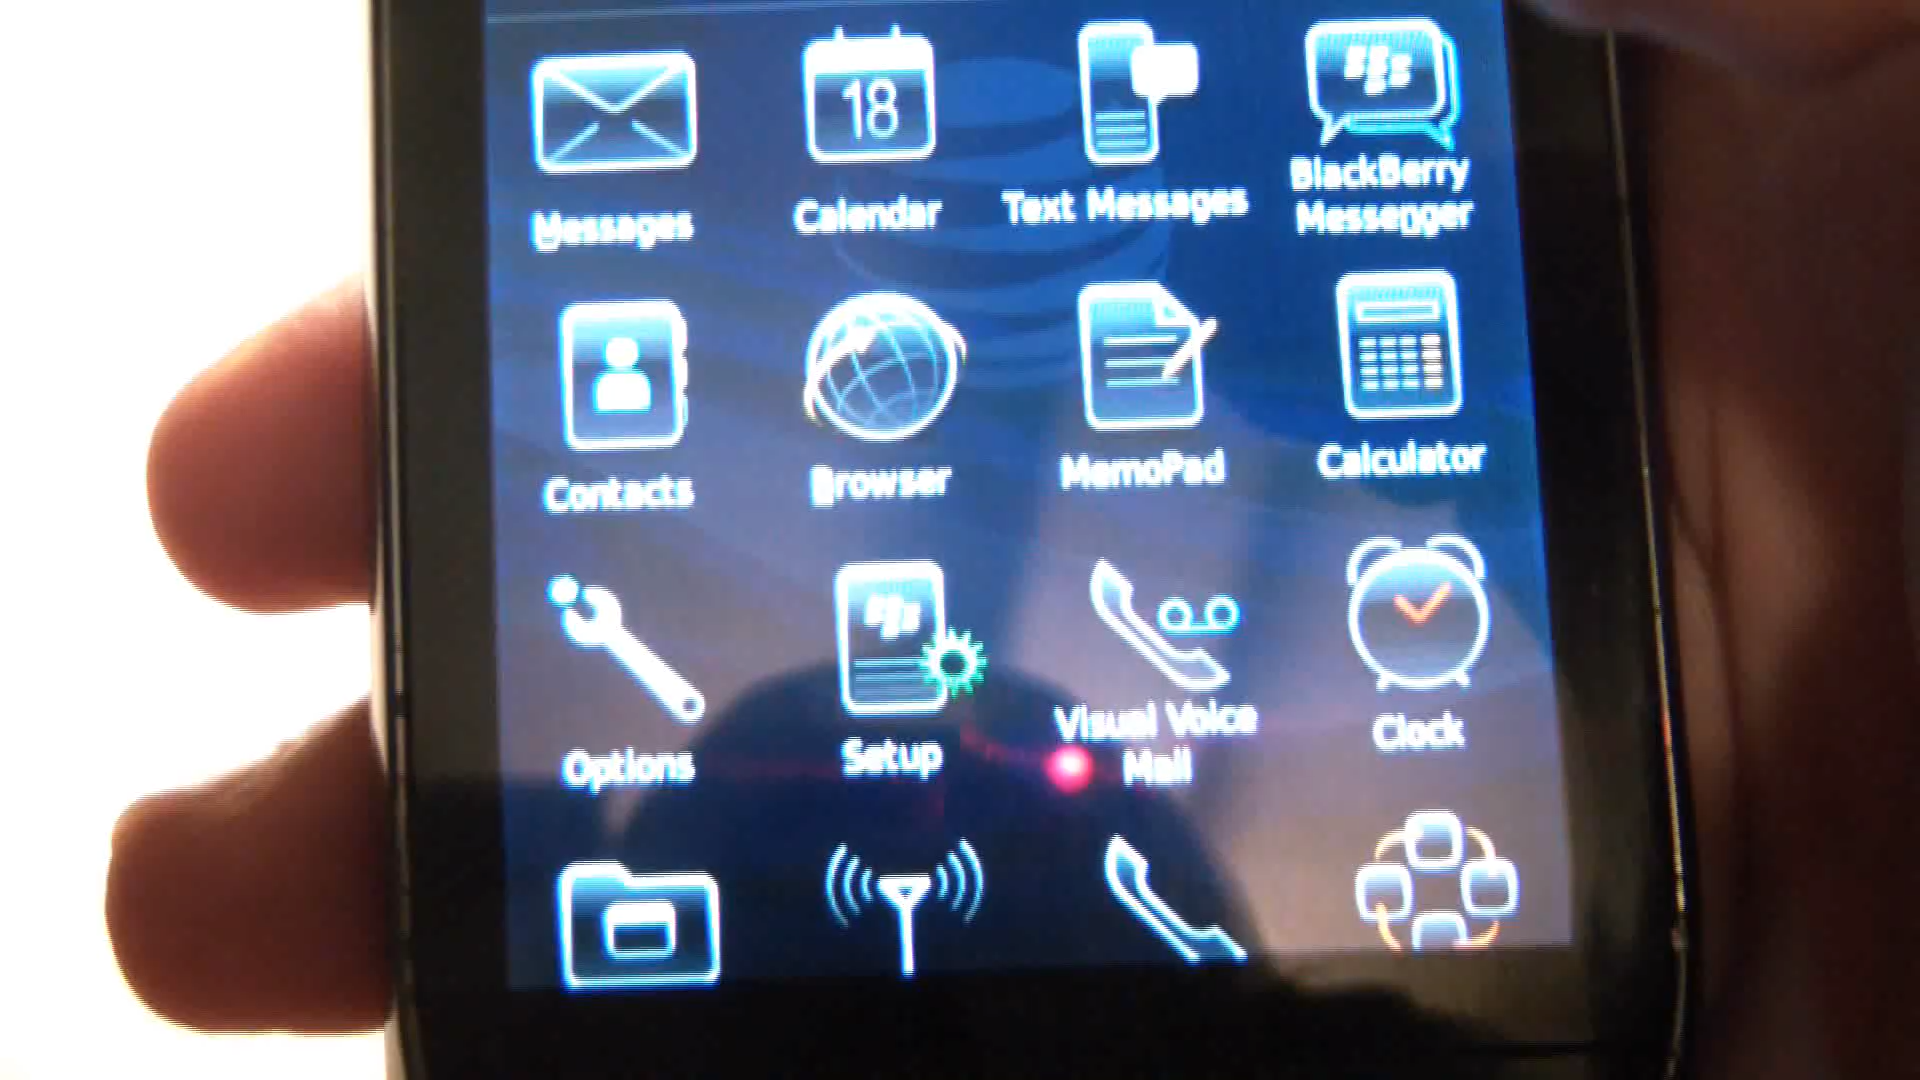 18
Messages
Calendar
Text Messages
BlackBerry
Messenger
Contacts
Browser
MemoPad
Calculator
Options
Setup
Visual Voice
Mail
Clock